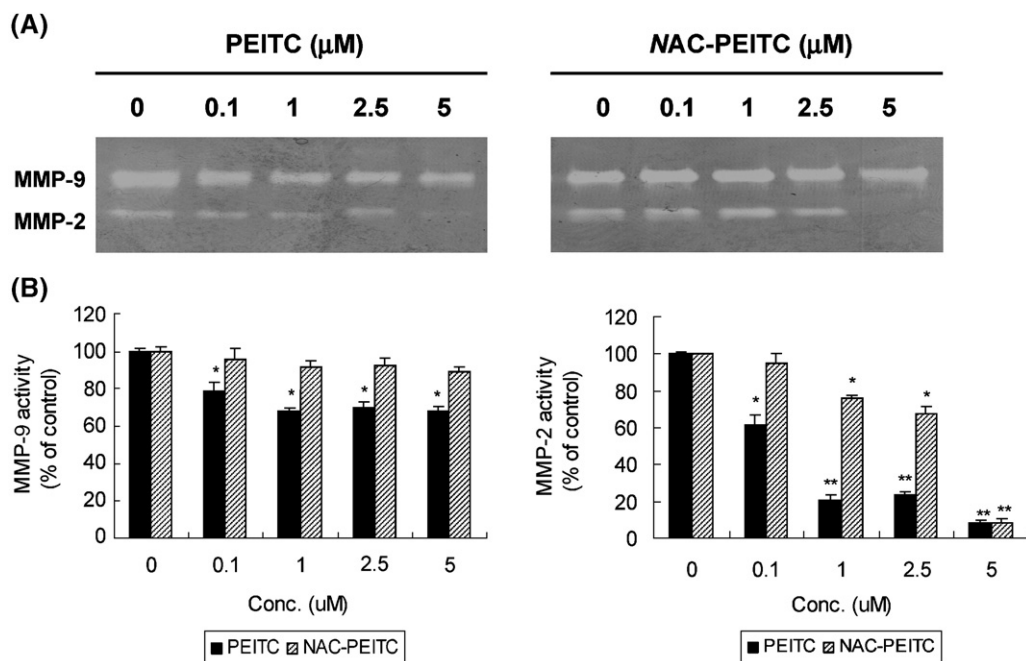 (A)
PEITC (μM)
NAC-PEITC (μM)
0 0.1 1 2.5 5
0 0.1 1 2.5 5
MMP-9
MMP-2
(B)
MMP-9 activity
(% of control)
120
100
80
60
40
20
0
*
*
*
*
0 0.1 1 2.5 5
Conc. (uM)
PEITC NAC-PEITC
MMP-2 activity
(% of control)
120
100
80
60
40
20
0
*
**
*
**
*
** **
0 0.1 1 2.5 5
Conc. (uM)
PEITC NAC-PEITC